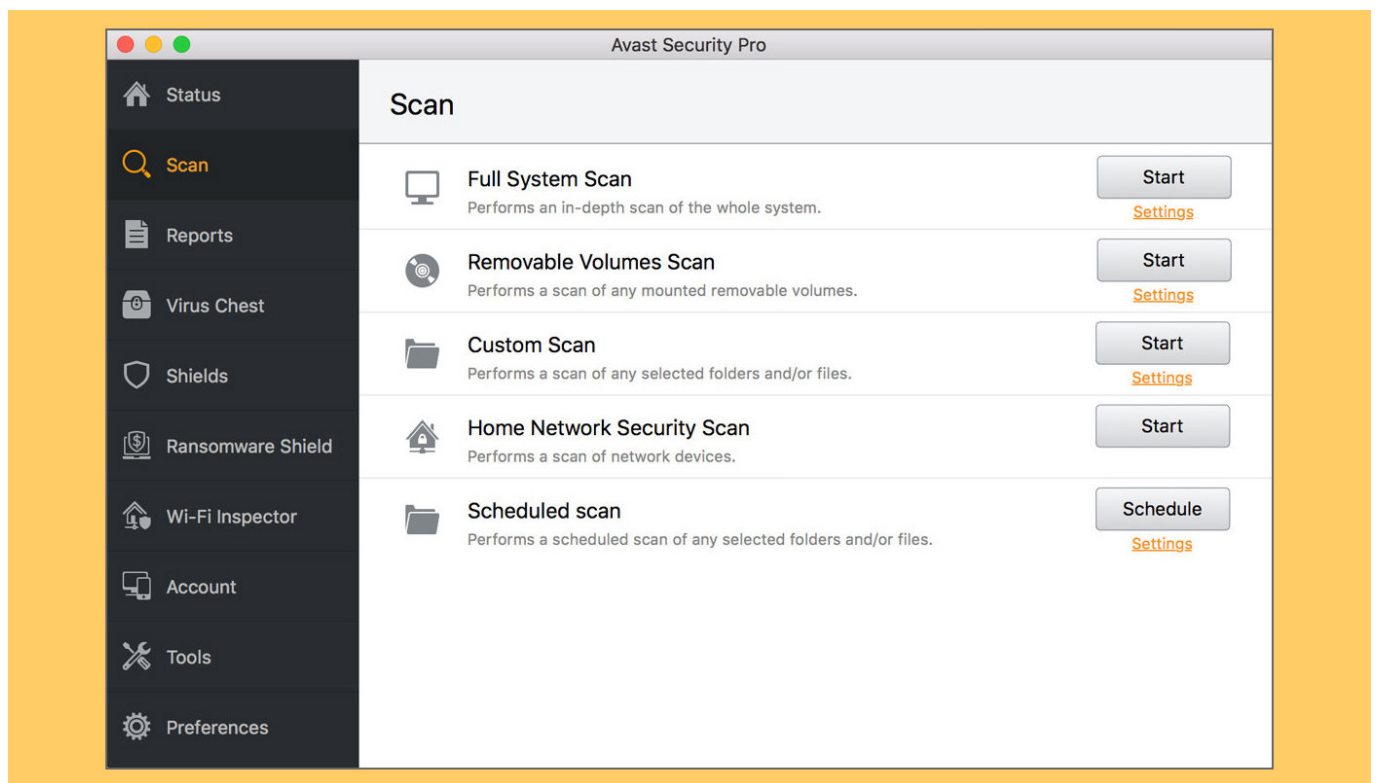 Avast Security Pro
Status
Scan
Reports
Virus Chest
Shields
Ransomware Shield
Wi-Fi Inspector
Account
Tools
Preferences
Scan
Full System Scan
Performs an in-depth scan of the whole system.
Start
Settings
Removable Volumes Scan
Performs a scan of any mounted removable volumes.
Start
Settings
Custom Scan
Performs a scan of any selected folders and/or files.
Start
Settings
Home Network Security Scan
Performs a scan of network devices.
Start
Scheduled scan
Performs a scheduled scan of any selected folders and/or files.
Schedule
Settings